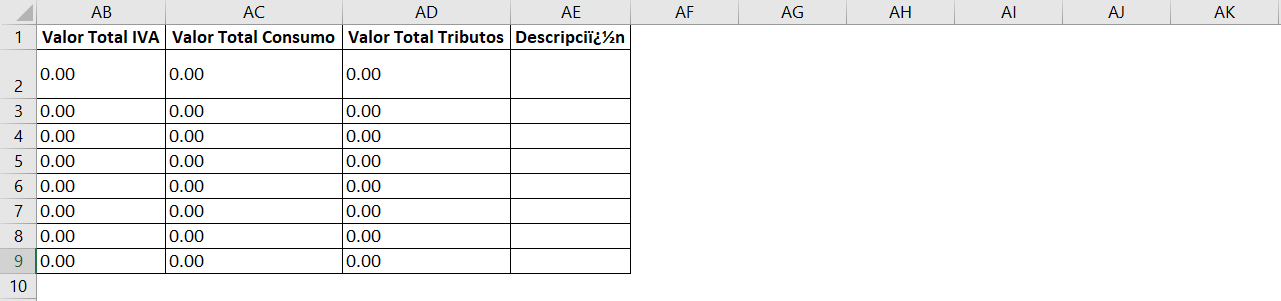 AB AC AD AE AF AG AH AI AJ AK
1 Valor Total IVA Valor Total Consumo Valor Total Tributos Descripciï¿½n
2 0.00 0.00 0.00
3 0.00 0.00 0.00
4 0.00 0.00 0.00
5 0.00 0.00 0.00
6 0.00 0.00 0.00
7 0.00 0.00 0.00
8 0.00 0.00 0.00
9 0.00 0.00 0.00
10